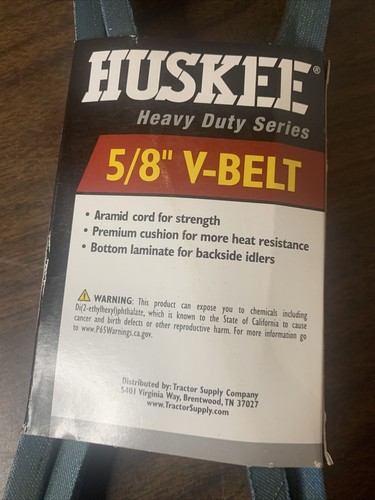 HUSKEE®
Heavy Duty Series
5/8" V-BELT
• Aramid cord for strength
• Premium cushion for more heat resistance
• Bottom laminate for backside idlers
WARNING: This product can expose you to chemicals including
Di(2-ethylhexyl)phthalate, which is known to the State of California to cause
cancer and birth defects or other reproductive harm. For more information go
to www.P65Warnings.ca.gov.
Distributed by: Tractor Supply Company
5401 Virginia Way, Brentwood, TN 37027
www.TractorSupply.com